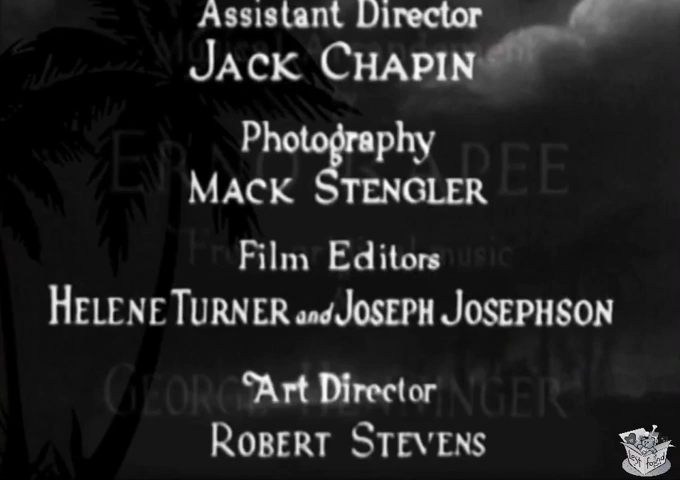 Assistant Director
JACK CHAPIN
Photography
MACK STENGLER
Film Editors
HELENE TURNER and JOSEPH JOSEPHSON
Art Director
ROBERT STEVENS